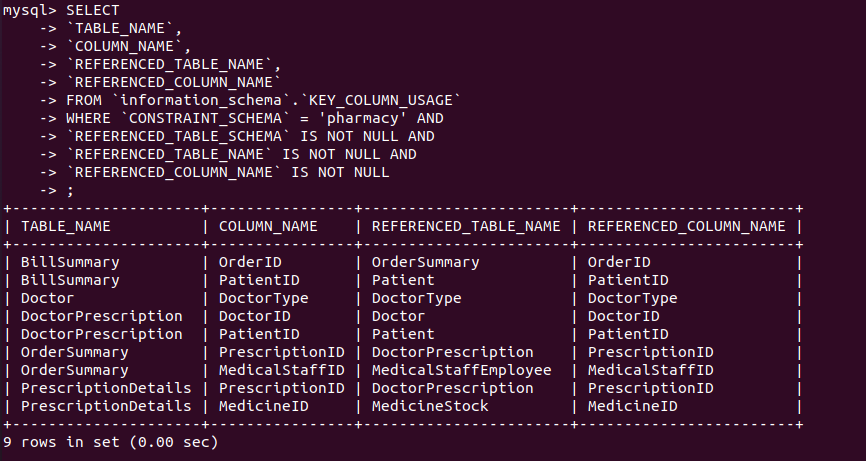 mysql> SELECT
    -> `TABLE_NAME`,
    -> `COLUMN_NAME`,
    -> `REFERENCED_TABLE_NAME`,
    -> `REFERENCED_COLUMN_NAME`
    -> FROM `information_schema`.`KEY_COLUMN_USAGE`
    -> WHERE `CONSTRAINT_SCHEMA` = 'pharmacy' AND
    -> `REFERENCED_TABLE_SCHEMA` IS NOT NULL AND
    -> `REFERENCED_TABLE_NAME` IS NOT NULL AND
    -> `REFERENCED_COLUMN_NAME` IS NOT NULL
    -> ;
+---------------------+----------------+-----------------------+------------------------+
| TABLE_NAME          | COLUMN_NAME    | REFERENCED_TABLE_NAME | REFERENCED_COLUMN_NAME |
+---------------------+----------------+-----------------------+------------------------+
| BillSummary         | OrderID        | OrderSummary          | OrderID                |
| BillSummary         | PatientID      | Patient               | PatientID              |
| Doctor              | DoctorType     | DoctorType            | DoctorType             |
| DoctorPrescription  | DoctorID       | Doctor                | DoctorID               |
| DoctorPrescription  | PatientID      | Patient               | PatientID              |
| OrderSummary        | PrescriptionID | DoctorPrescription    | PrescriptionID         |
| OrderSummary        | MedicalStaffID | MedicalStaffEmployee  | MedicalStaffID         |
| PrescriptionDetails | PrescriptionID | DoctorPrescription    | PrescriptionID         |
| PrescriptionDetails | MedicineID     | MedicineStock         | MedicineID             |
+---------------------+----------------+-----------------------+------------------------+
9 rows in set (0.00 sec)